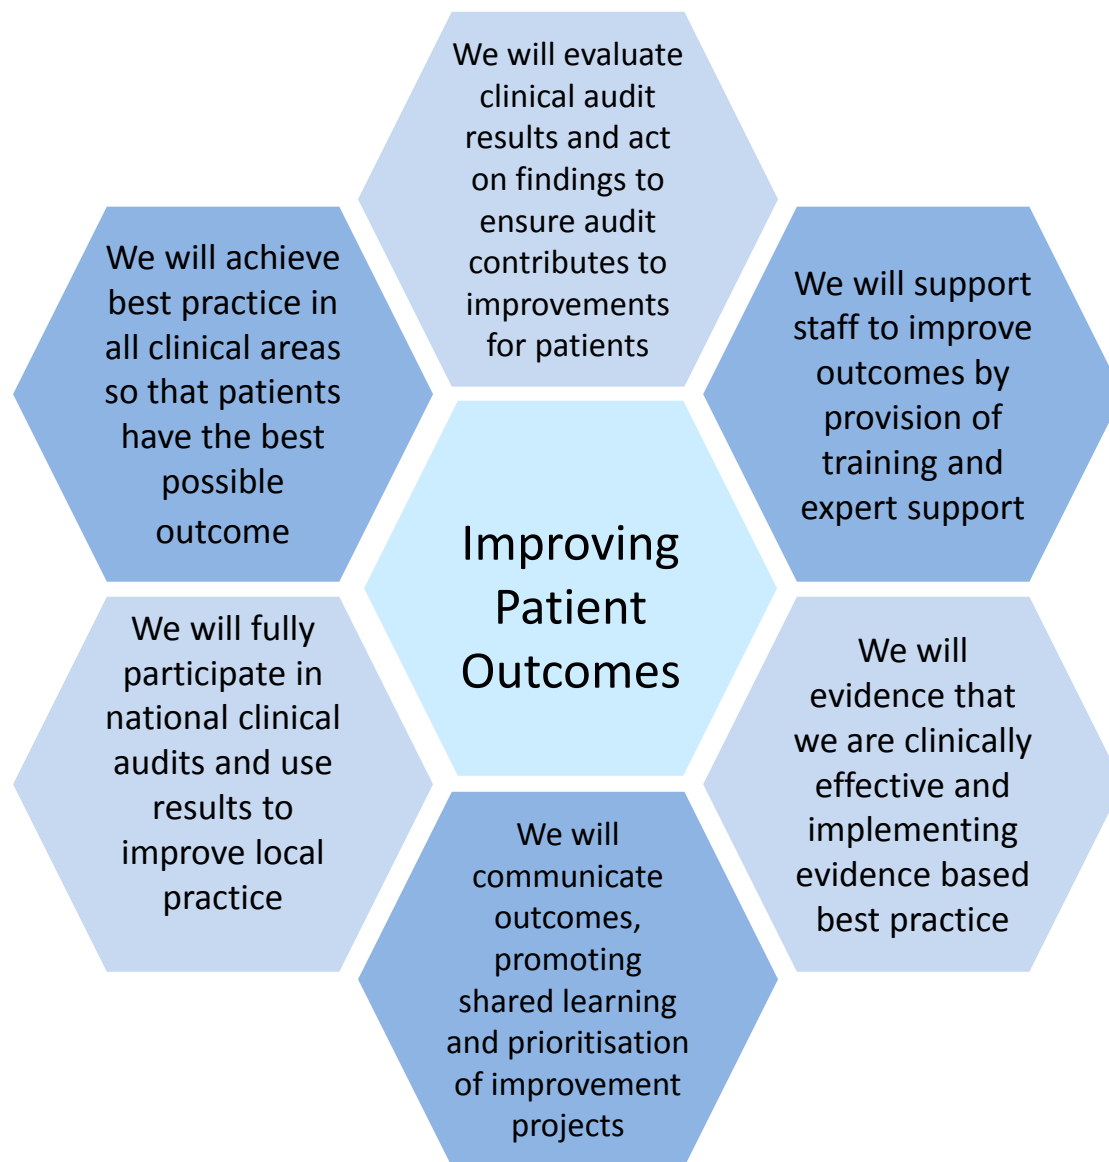 We will evaluate
clinical audit
results and act
on findings to
ensure audit
contributes to
improvements
for patients
We will achieve
best practice in
all clinical areas
so that patients
have the best
possible
outcome
We will support
staff to improve
outcomes by
provision of
training and
expert support
Improving
Patient
Outcomes
We will fully
participate in
national clinical
audits and use
results to
improve local
practice
We will
evidence that
we are clinically
effective and
implementing
evidence based
best practice
We will
communicate
outcomes,
promoting
shared learning
and prioritisation
of improvement
projects